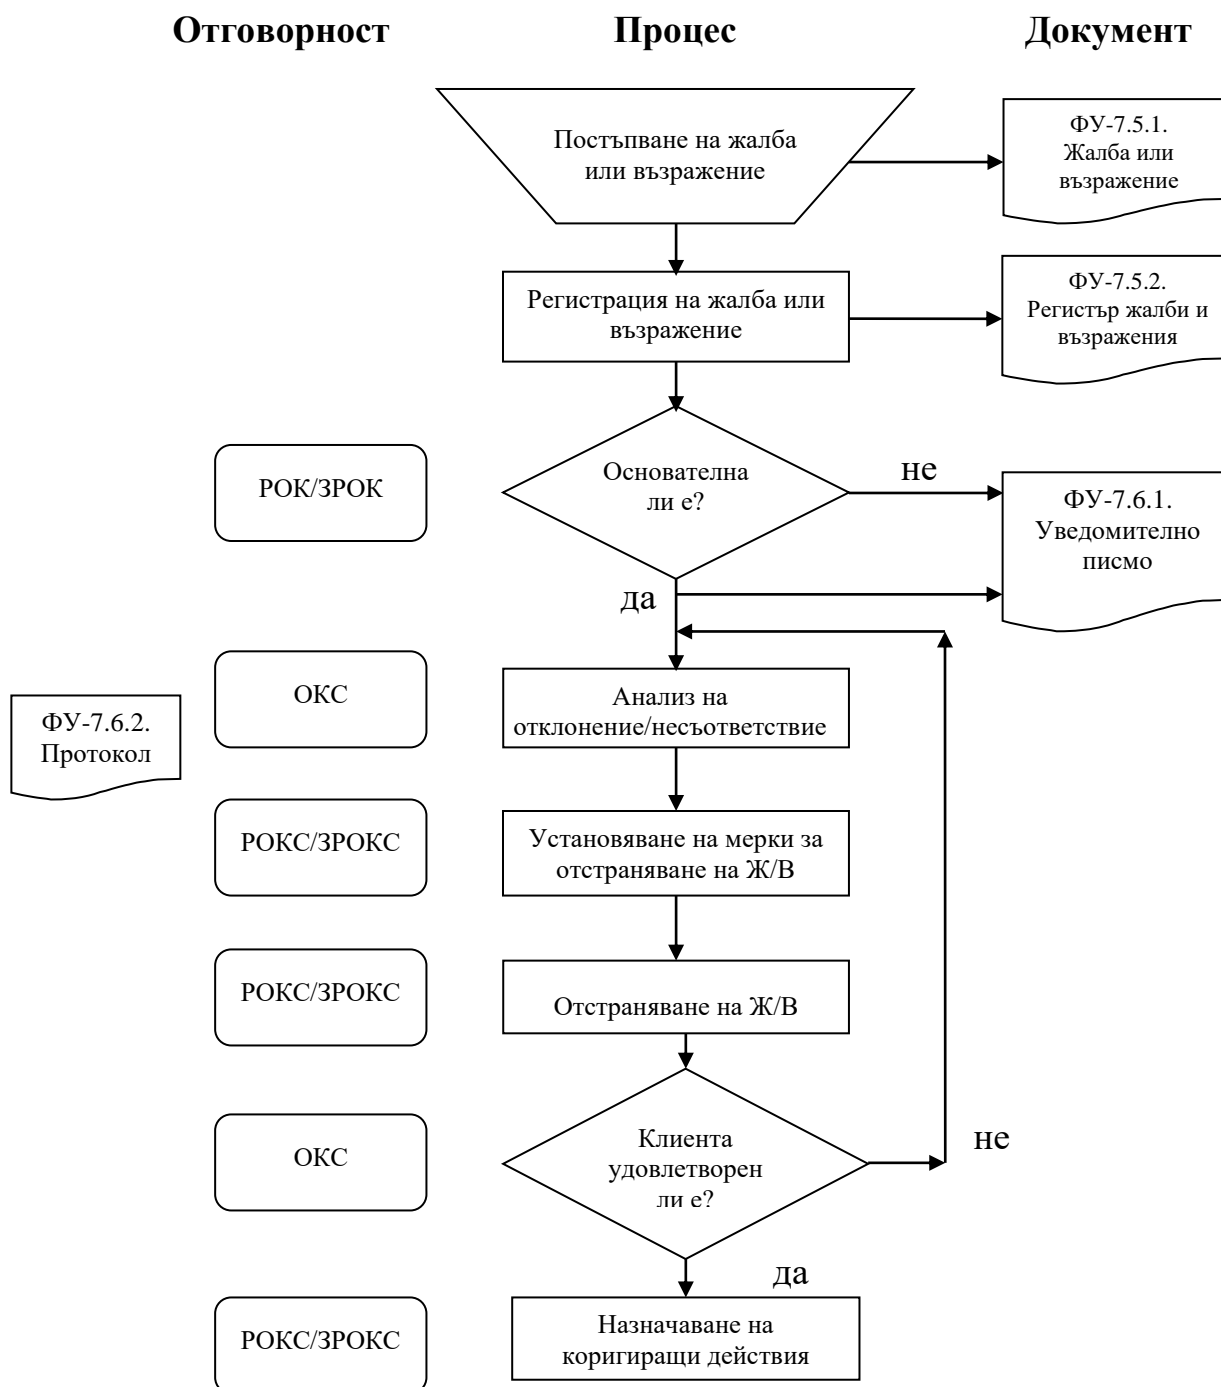 Отговорност
Процес
Документ
Постъпване на жалба
или възражение
ФУ-7.5.1.
Жалба или
възражение
Регистрация на жалба или
възражение
ФУ-7.5.2.
Регистър жалби и
възражения
РОК/ЗРОК
Основателна
ли е?
не
ФУ-7.6.1.
Уведомително
писмо
да
ФУ-7.6.2.
Протокол
ОКС
Анализ на
отклонение/несъответствие
РОКС/ЗРОКС
Установяване на мерки за
отстраняване на Ж/В
РОКС/ЗРОКС
Отстраняване на Ж/В
ОКС
Клиента
удовлетворен
ли е?
не
да
РОКС/ЗРОКС
Назначаване на
коригиращи действия